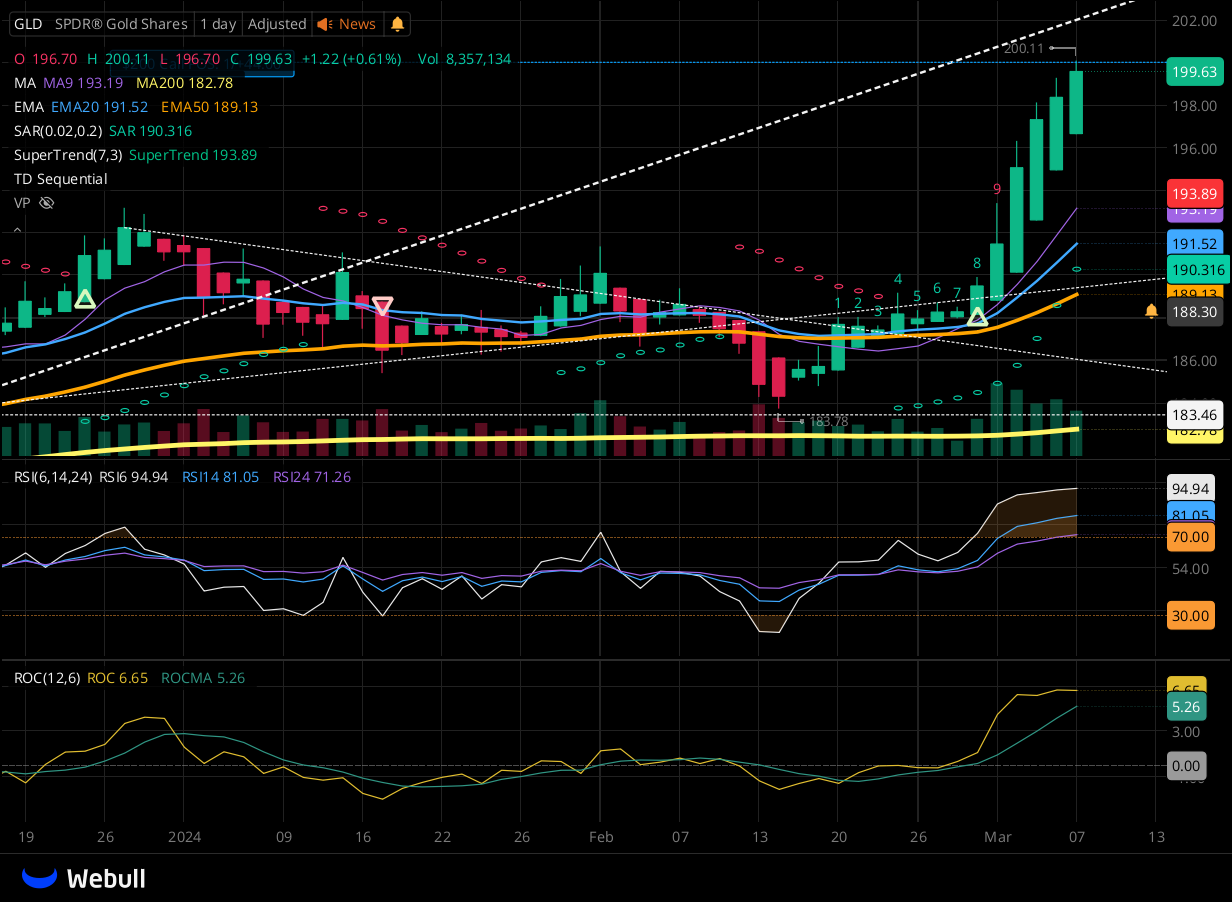 GLD SPDR® Gold Shares 1 day Adjusted News
O 196.70 H 200.11 L 196.70 C 199.63 +1.22 (+0.61%) Vol 8,357,134
MA MA9 193.19 MA200 182.78
EMA EMA20 191.52 EMA50 189.13
SAR(0.02,0.2) SAR 190.316
SuperTrend(7,3) SuperTrend 193.89
TD Sequential
VP
200.11
183.78
1 2 3 4 5 6 7 8 9
202.00
199.63
198.00
196.00
193.89
193.19
191.52
190.316
189.13
188.30
186.00
183.46
182.78
RSI(6,14,24) RSI6 94.94 RSI14 81.05 RSI24 71.26
94.94
81.05
70.00
54.00
30.00
ROC(12,6) ROC 6.65 ROCMA 5.26
6.65
5.26
3.00
0.00
19 26 2024 09 16 22 26 Feb 07 13 20 26 Mar 07 13
Webull